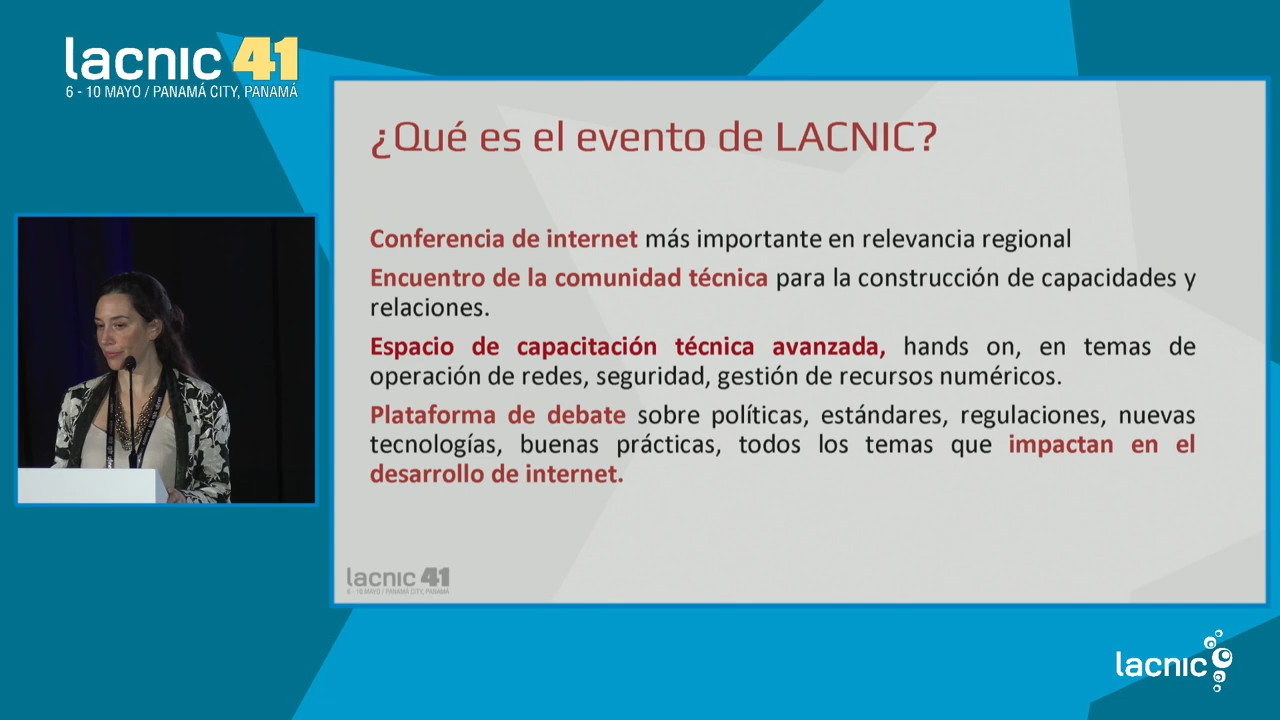 lacnic 41
6 - 10 MAYO / PANAMÁ CITY, PANAMÁ
¿Qué es el evento de LACNIC?
Conferencia de internet más importante en relevancia regional
Encuentro de la comunidad técnica para la construcción de capacidades y
relaciones.
Espacio de capacitación técnica avanzada, hands on, en temas de
operación de redes, seguridad, gestión de recursos numéricos.
Plataforma de debate sobre políticas, estándares, regulaciones, nuevas
tecnologías, buenas prácticas, todos los temas que impactan en el
desarrollo de internet.
lacnic 41
6 - 10 MAYO / PANAMÁ CITY, PANAMÁ
lacnic